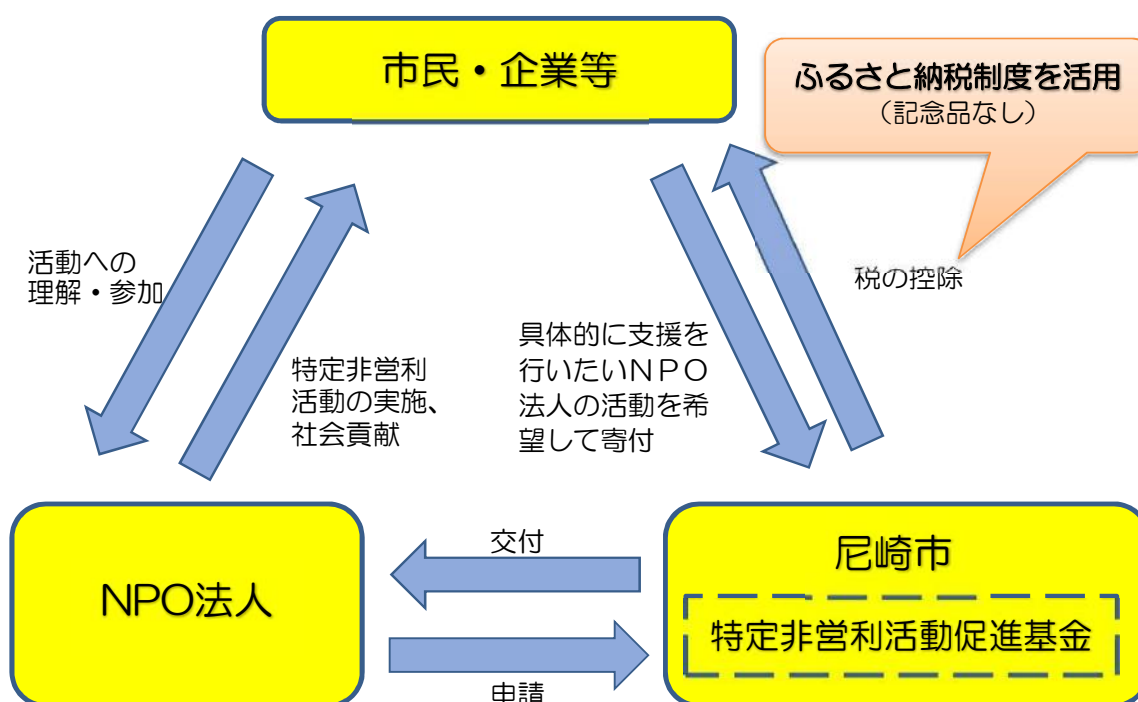 市民・企業等
ふるさと納税制度を活用
（記念品なし）
活動への
理解・参加
特定非営利
活動の実施、
社会貢献
具体的に支援を
行いたいＮＰＯ
法人の活動を希
望して寄付
税の控除
交付
NPO法人
申請
尼崎市
特定非営利活動促進基金